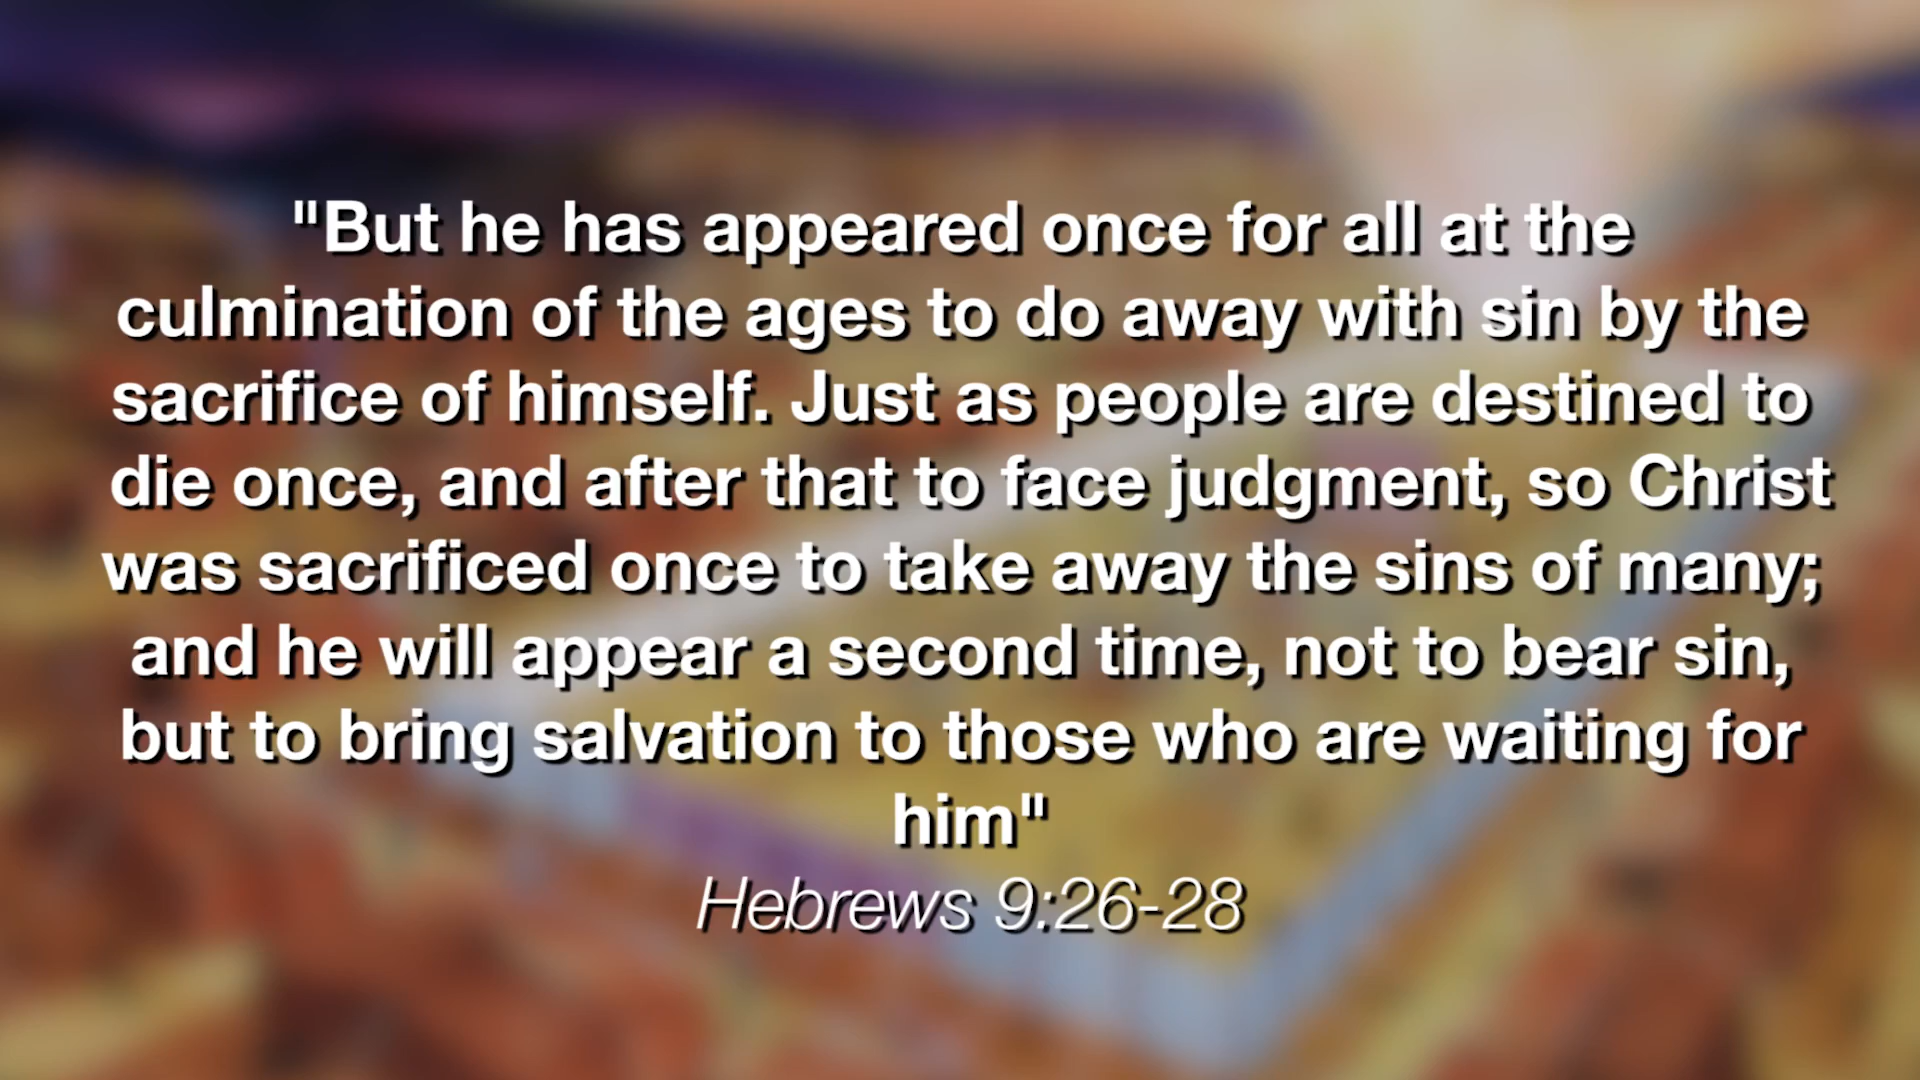 "But he has appeared once for all at the
culmination of the ages to do away with sin by the
sacrifice of himself. Just as people are destined to
die once, and after that to face judgment, so Christ
was sacrificed once to take away the sins of many;
and he will appear a second time, not to bear sin,
but to bring salvation to those who are waiting for
him"
Hebrews 9:26-28